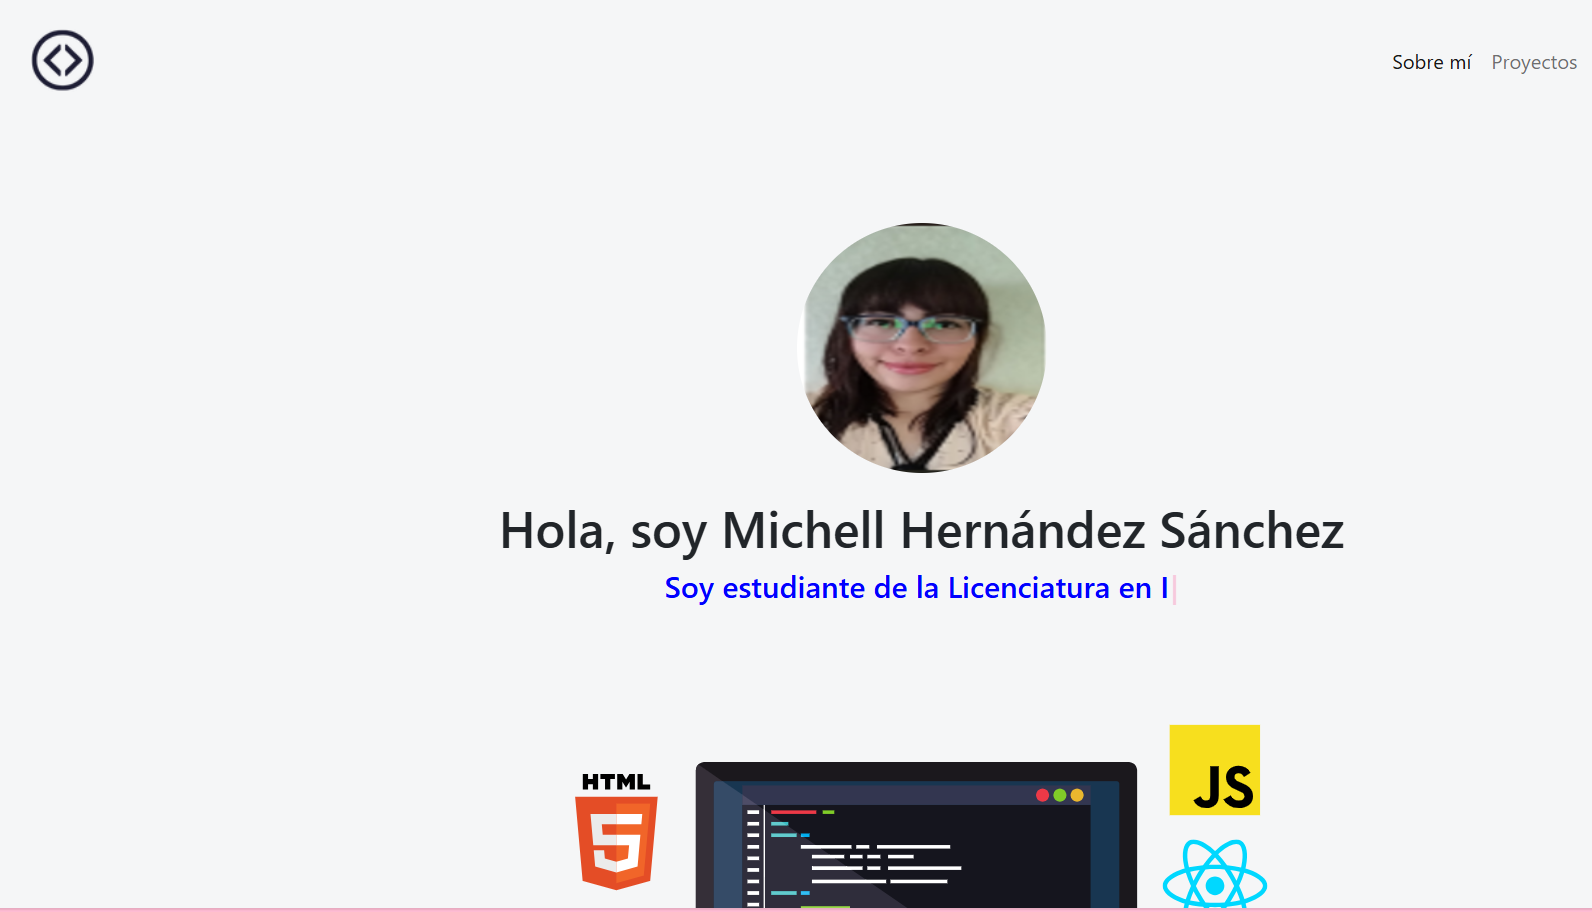 Sobre mí Proyectos
Hola, soy Michell Hernández Sánchez
Soy estudiante de la Licenciatura en I
HTML
5
JS